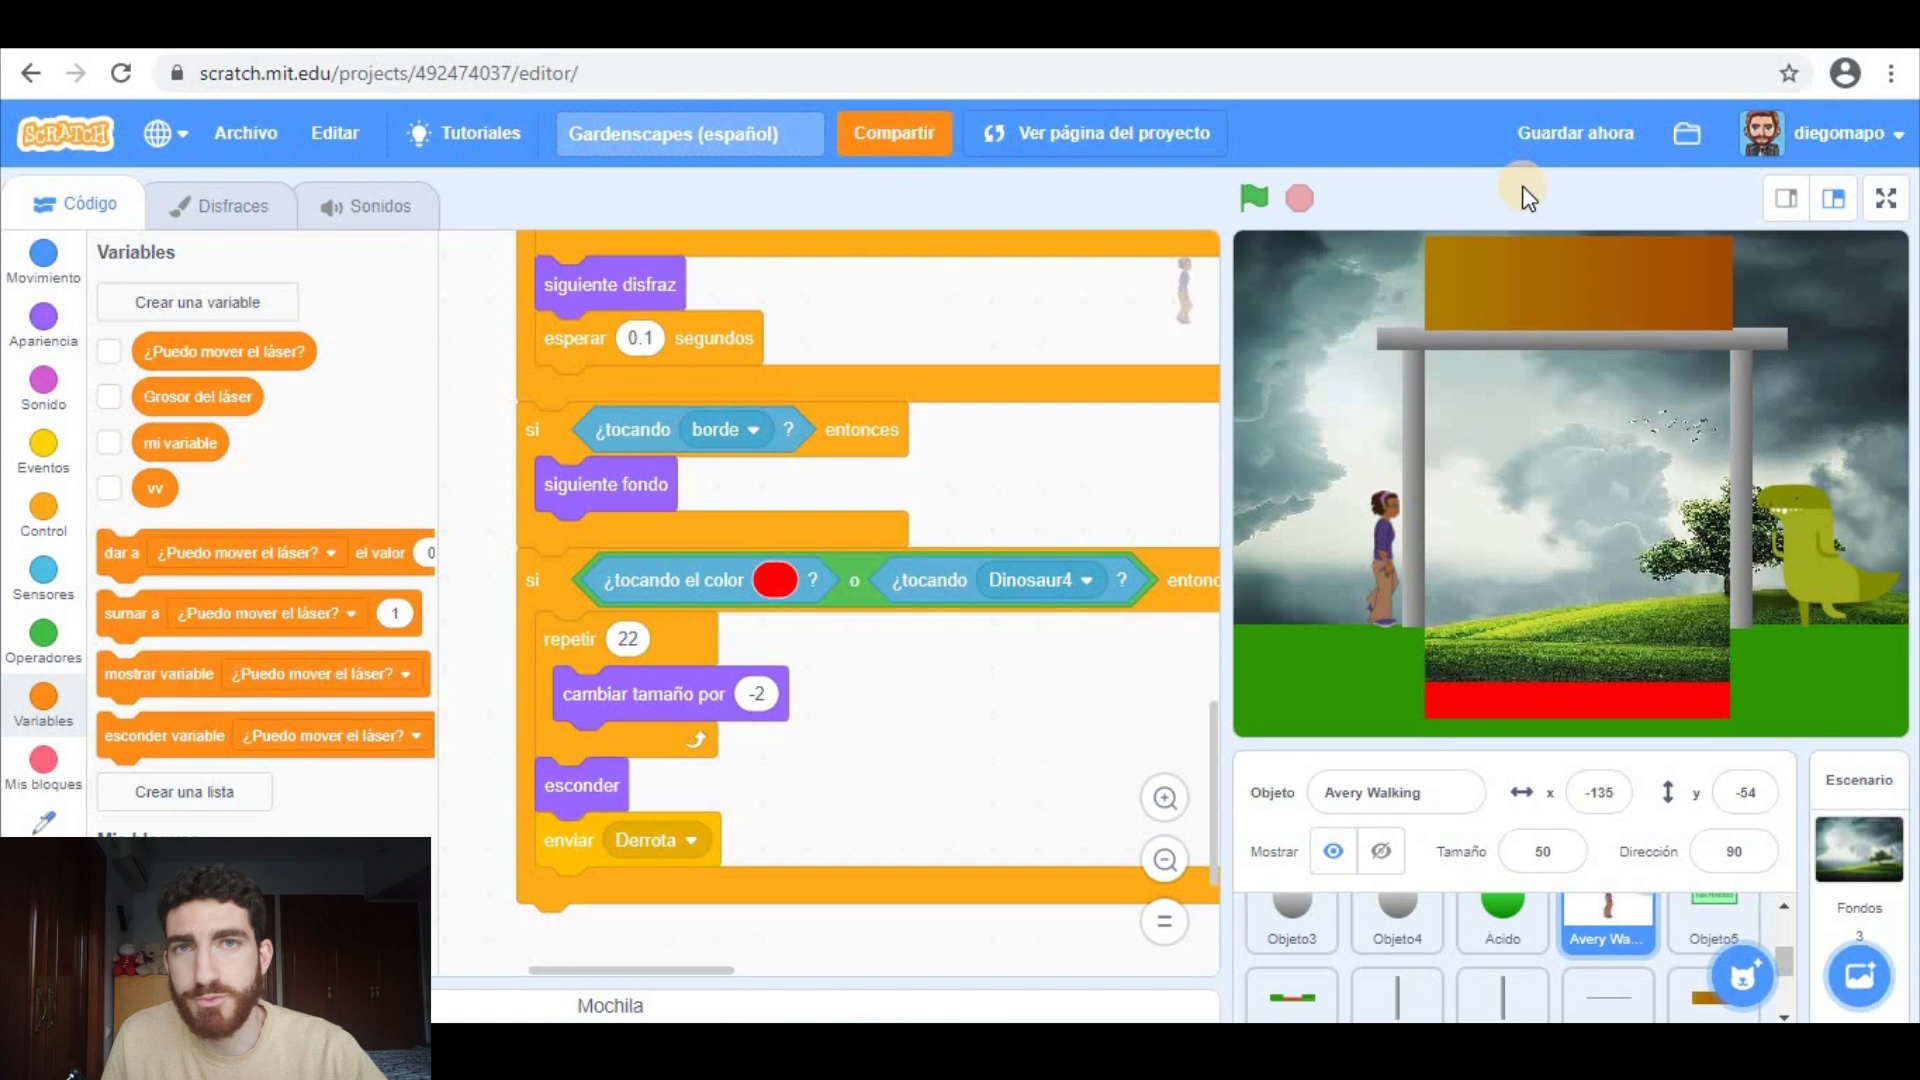 scratch.mit.edu/projects/492474037/editor/
SCRATCH
Archivo
Editar
Tutoriales
Gardenscapes (español)
Compartir
Ver página del proyecto
Guardar ahora
diegomapo
Código
Disfraces
Sonidos
Movimiento
Apariencia
Sonido
Eventos
Control
Sensores
Operadores
Variables
Mis bloques
Variables
Crear una variable
¿Puedo mover el láser?
Grosor del láser
mi variable
vv
dar a ¿Puedo mover el láser? el valor 0
sumar a ¿Puedo mover el láser? 1
mostrar variable ¿Puedo mover el láser?
esconder variable ¿Puedo mover el láser?
Crear una lista
siguiente disfraz
esperar 0.1 segundos
si ¿tocando borde ? entonces
siguiente fondo
si ¿tocando el color ? o ¿tocando Dinosaur4 ? entonc
repetir 22
cambiar tamaño por -2
esconder
enviar Derrota
Mochila
Objeto Avery Walking x -135 y -54
Mostrar Tamaño 50 Dirección 90
Objeto3
Objeto4
Ácido
Avery Wa...
Objeto5
Escenario
Fondos
3